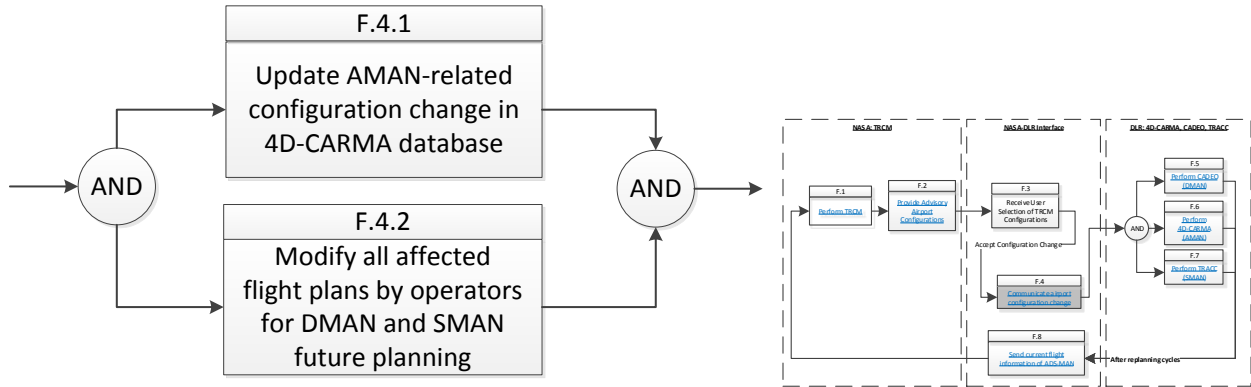 F.4.1
Update AMAN-related
configuration change in
4D-CARMA database
AND
AND
F.4.2
Modify all affected
flight plans by operators
for DMAN and SMAN
future planning
NASA: TRCM
NASA-DLR Interface
DLR: 4D-CARMA, CADEO, TRACC
F.1
Perform TRCM
F.2
Provide Advisory
Airport
Configurations
F.3
Receive User
Selection of TRCM
Configurations
Accept Configuration Change
F.4
Communicate airport
configuration change
AND
F.5
Perform CADEO
(DMAN)
F.6
Perform
4D-CARMA
(AMAN)
F.7
Perform TRACC
(SMAN)
F.8
Send current flight
information of ADS-MAN
After replanning cycles